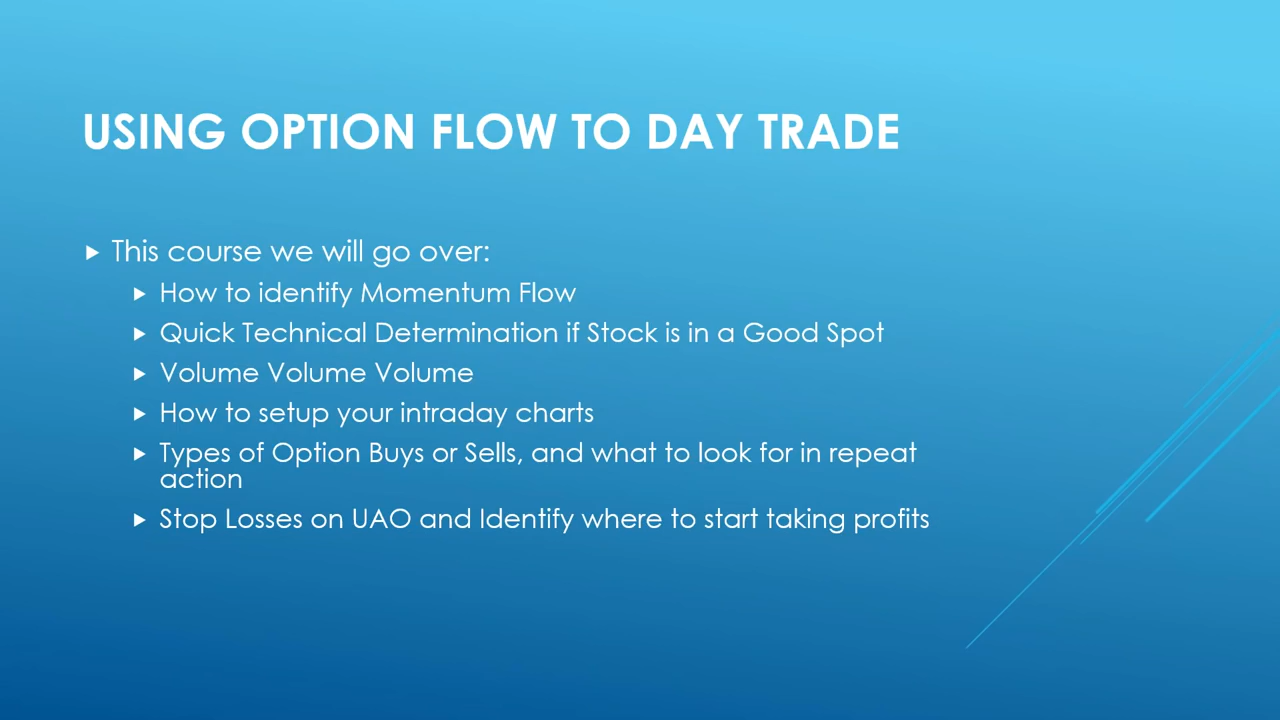 USING OPTION FLOW TO DAY TRADE
This course we will go over:
How to identify Momentum Flow
Quick Technical Determination if Stock is in a Good Spot
Volume Volume Volume
How to setup your intraday charts
Types of Option Buys or Sells, and what to look for in repeat
action
Stop Losses on UAO and Identify where to start taking profits